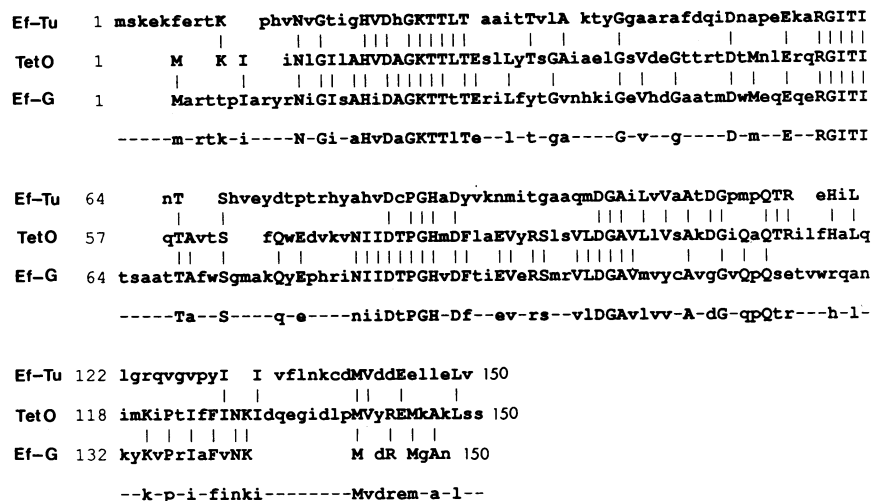 Ef-Tu 1 mskekfertK phvNvGtigHVDhGKTTLT aaitTvlA ktyGgaarafdqiDnapeEkaRGITI
TetO 1 M K I iNlGIlAHVDAGKTTLTEslLyTsGAiaelGsVdeGttrtDtMnlErqRGITI
Ef-G 1 MarttpIaryrNiGIsAHiDAGKTTtTEriLfytGvnhkiGeVhdGaatmDwMeqEqeRGITI
-----m-rtk-i----N-Gi-aHvDaGKTTlTe--l-t-ga----G-v--g----D-m--E--RGITI
Ef-Tu 64 nT ShveydtptrhyahvDcPGHaDyvknmitgaaqmDGAiLvVaAtDGpmpQTR eHiL
TetO 57 qTAvtS fQwEdvkvNIIDTPGHmDFlaEVyRSlsVLDGAVLlVsAkDGiQaQTRilfHaLq
Ef-G 64 tsaatTAfwSgmakQyEphriNIIDTPGHvDFtiEVeRSmrVLDGAVmvycAvgGvQpQsetvwrqan
-----Ta--S---q-e----niiDtPGH-Df--ev-rs--vlDGAvlvv-A-dG-qpQtr---h-l-
Ef-Tu 122 lgrqvgvpyI I vflnkcdMVddEelleLv 150
TetO 118 imKiPtIfFINKIdqegidlpMVyREMkAkLss 150
Ef-G 132 kyKvPrIaFvNK M dR MgAn 150
--k-p-i-finki--------Mvdrem-a-l--